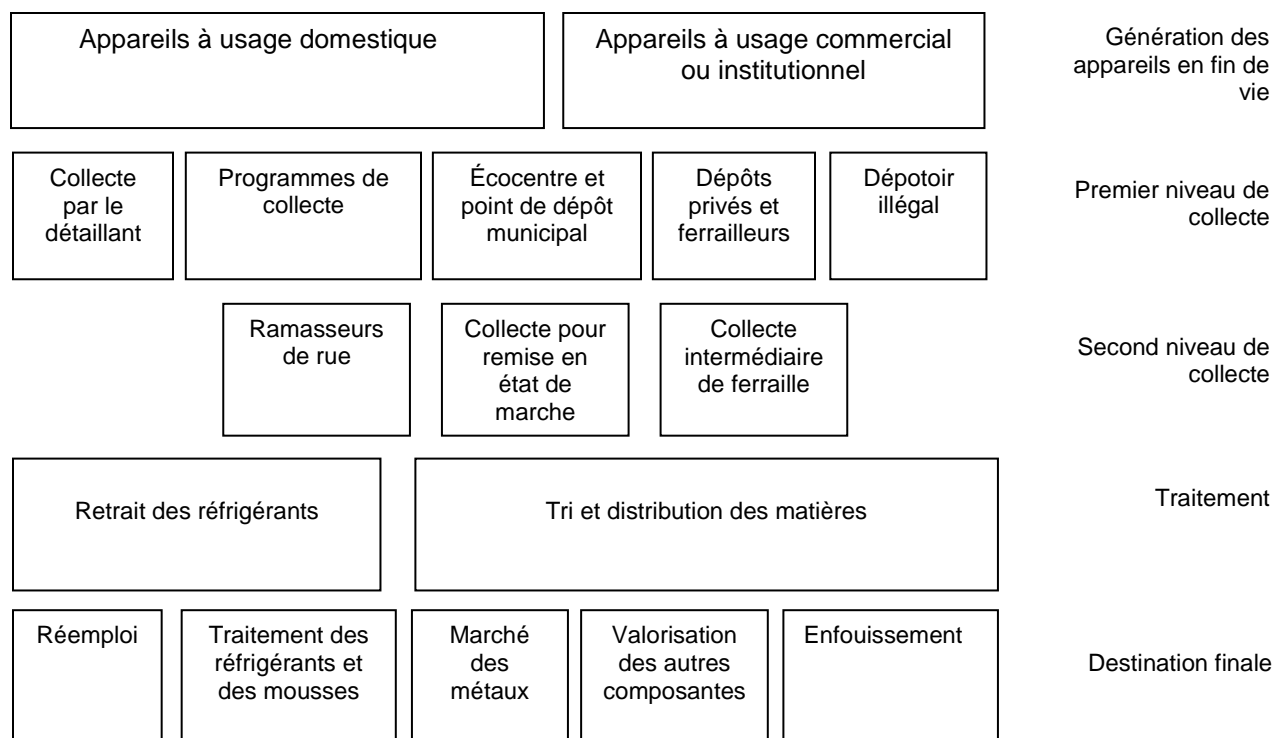 Appareils à usage domestique
Appareils à usage commercial
ou institutionnel
Génération des
appareils en fin de
vie
Collecte
par le
détaillant
Programmes de
collecte
Écocentre et
point de dépôt
municipal
Dépôts
privés et
ferrailleurs
Dépotoir
illégal
Premier niveau de
collecte
Ramasseurs
de rue
Collecte pour
remise en
état de
marche
Collecte
intermédiaire
de ferraille
Second niveau de
collecte
Retrait des réfrigérants
Tri et distribution des matières
Traitement
Réemploi
Traitement des
réfrigérants et
des mousses
Marché
des
métaux
Valorisation
des autres
composantes
Enfouissement
Destination finale